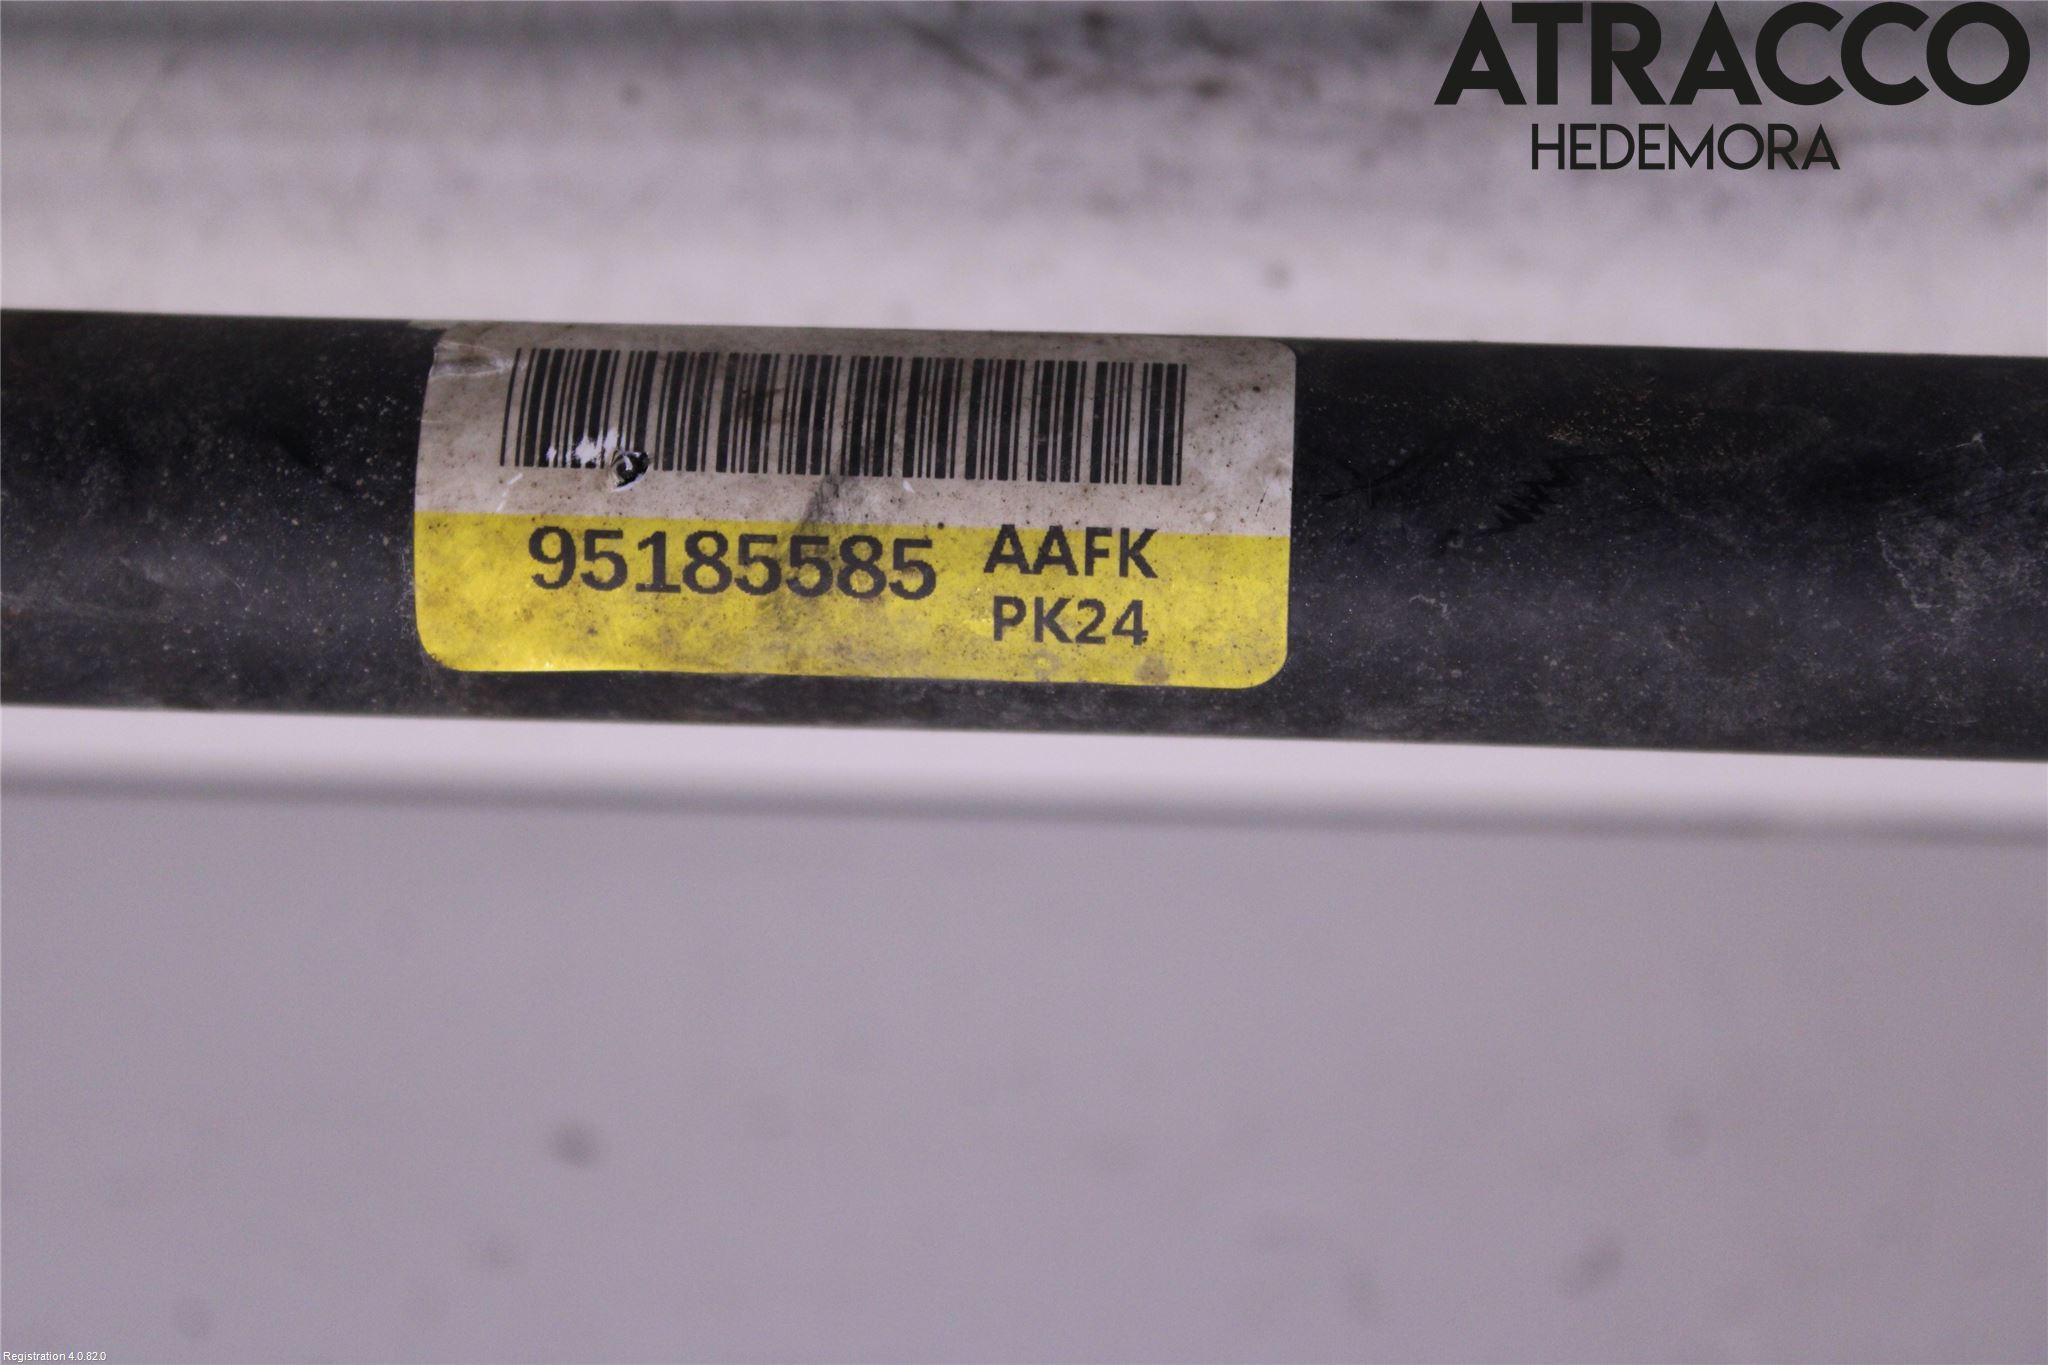 ATRACCO
HEDEMORA
95185585 AAFK
PK24
Registration 4.0.82.0